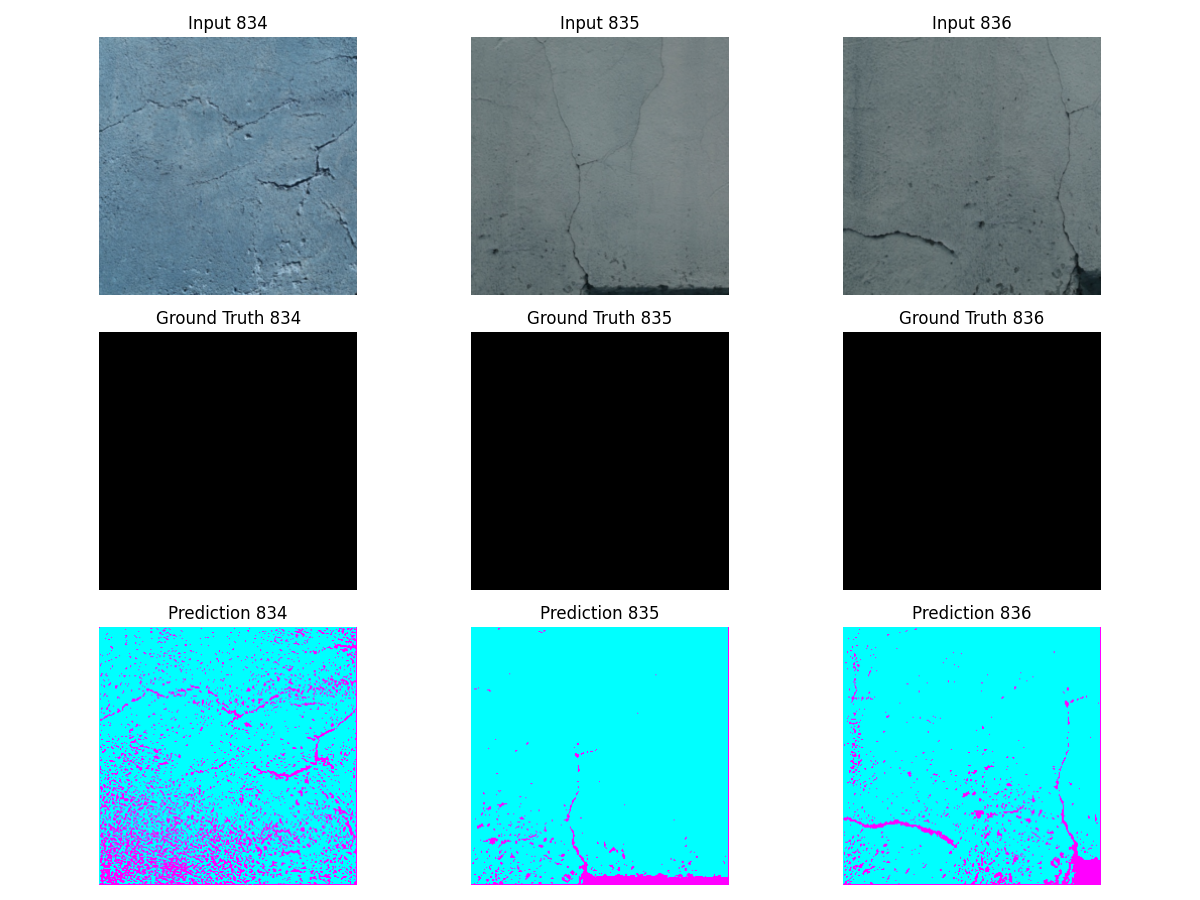 Input 834
Input 835
Input 836
Ground Truth 834
Ground Truth 835
Ground Truth 836
Prediction 834
Prediction 835
Prediction 836